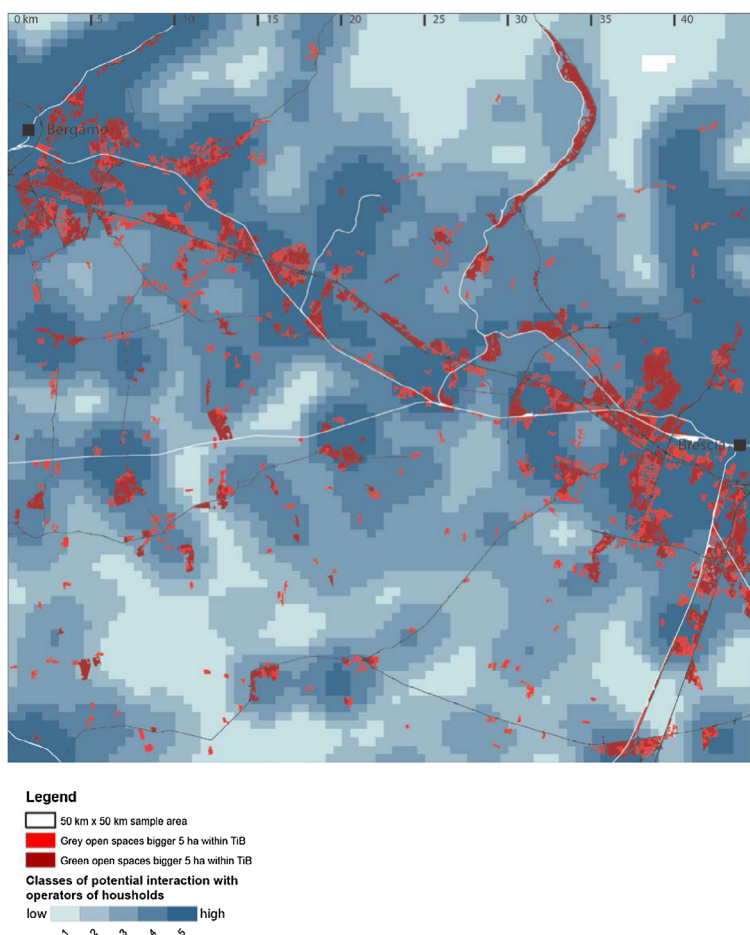 0 km 5 10 15 20 25 30 35 40
Bergamo
Brescia
Legend
50 km x 50 km sample area
Grey open spaces bigger 5 ha within TiB
Green open spaces bigger 5 ha within TiB
Classes of potential interaction with
operators of housholds
low high
1 2 3 4 5